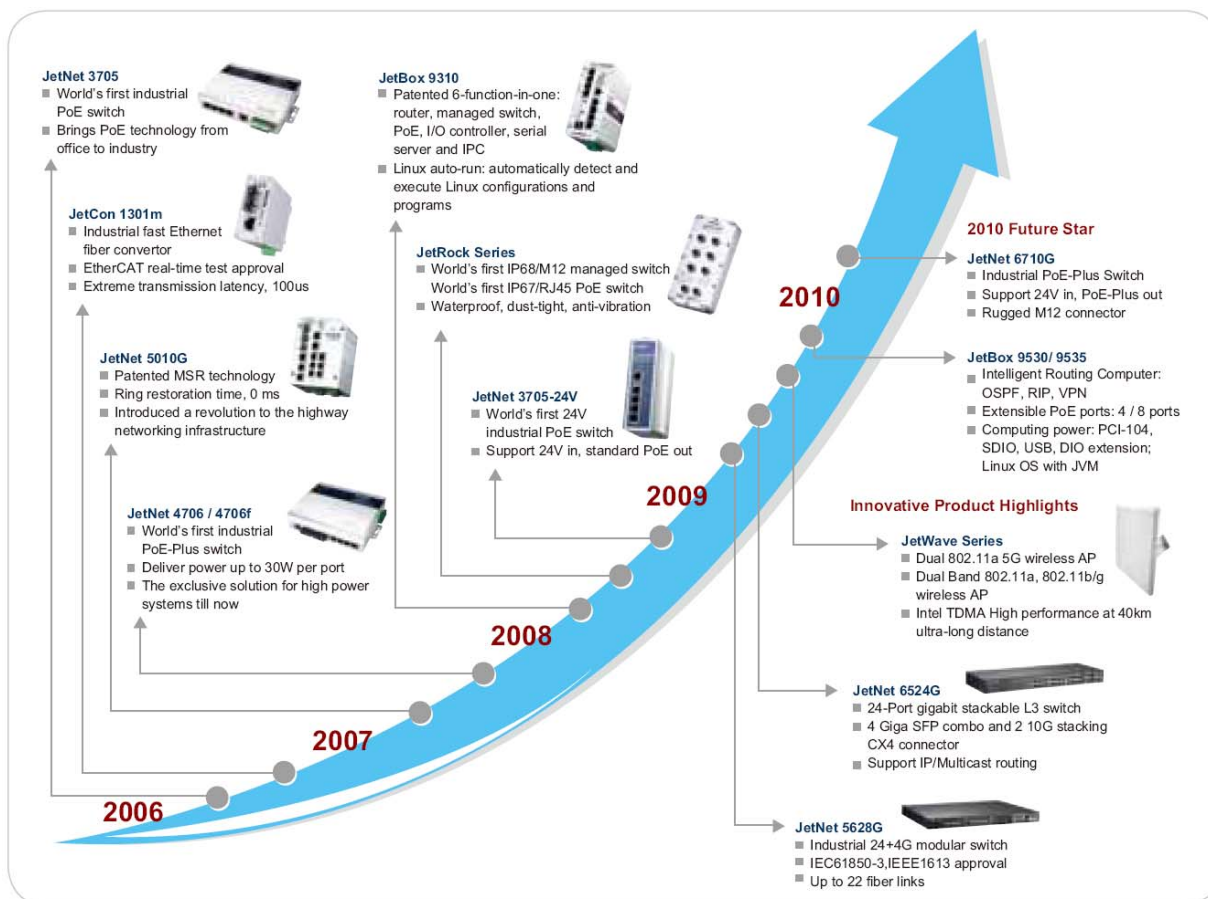 JetNet 3705
■ World's first industrial
PoE switch
■ Brings PoE technology from
office to industry
JetCon 1301m
■ Industrial fast Ethernet
fiber convertor
■ EtherCAT real-time test approval
■ Extreme transmission latency, 100us
JetNet 5010G
■ Patented MSR technology
■ Ring restoration time, 0 ms
■ Introduced a revolution to the highway
networking infrastructure
JetNet 4706 / 4706f
■ World's first industrial
PoE-Plus switch
■ Deliver power up to 30W per port
■ The exclusive solution for high power
systems till now
JetBox 9310
■ Patented 6-function-in-one:
router, managed switch,
PoE, I/O controller, serial
server and IPC
■ Linux auto-run: automatically detect and
execute Linux configurations and
programs
JetRock Series
■ World's first IP68/M12 managed switch
World's first IP67/RJ45 PoE switch
■ Waterproof, dust-tight, anti-vibration
JetNet 3705-24V
■ World's first 24V
industrial PoE switch
■ Support 24V in, standard PoE out
2006
2007
2008
2009
2010
2010 Future Star
JetNet 6710G
■ Industrial PoE-Plus Switch
■ Support 24V in, PoE-Plus out
■ Rugged M12 connector
JetBox 9530/ 9535
■ Intelligent Routing Computer:
OSPF, RIP, VPN
■ Extensible PoE ports: 4 / 8 ports
■ Computing power: PCI-104,
SDIO, USB, DIO extension;
Linux OS with JVM
Innovative Product Highlights
JetWave Series
■ Dual 802.11a 5G wireless AP
■ Dual Band 802.11a, 802.11b/g
wireless AP
■ Intel TDMA High performance at 40km
ultra-long distance
JetNet 6524G
■ 24-Port gigabit stackable L3 switch
■ 4 Giga SFP combo and 2 10G stacking
CX4 connector
■ Support IP/Multicast routing
JetNet 5628G
■ Industrial 24+4G modular switch
■ IEC61850-3,IEEE1613 approval
■ Up to 22 fiber links